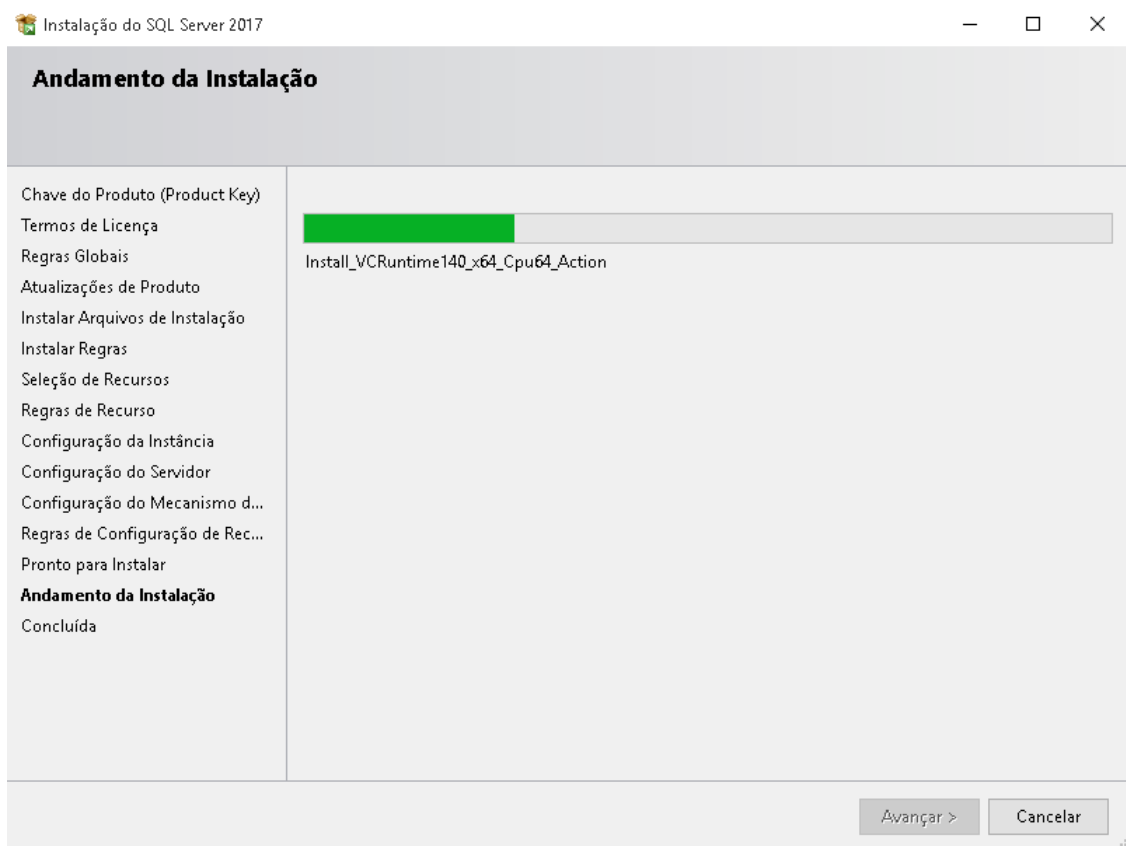 Instalação do SQL Server 2017
Andamento da Instalação
Chave do Produto (Product Key)
Termos de Licença
Regras Globais
Atualizações de Produto
Instalar Arquivos de Instalação
Instalar Regras
Seleção de Recursos
Regras de Recurso
Configuração da Instância
Configuração do Servidor
Configuração do Mecanismo d...
Regras de Configuração de Rec...
Pronto para Instalar
Andamento da Instalação
Concluída
Install_VCRuntime140_x64_Cpu64_Action
Avançar >
Cancelar